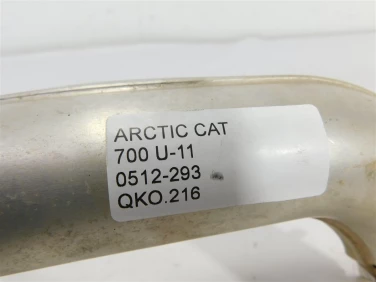 ARCTIC CAT
700 U-11
0512-293
QKO.216